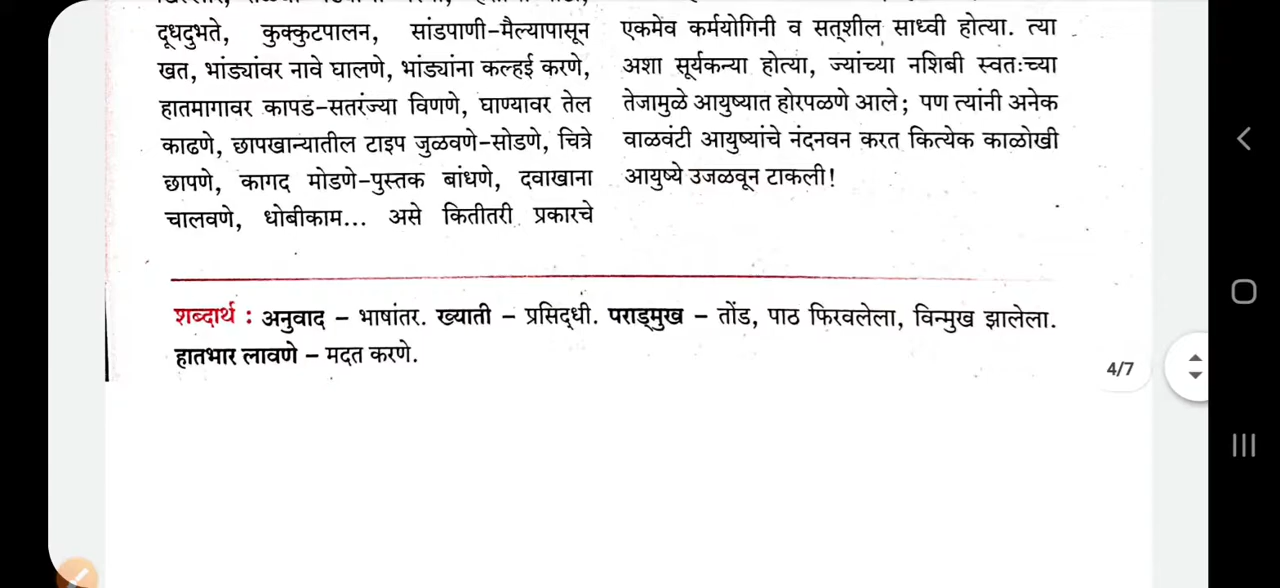 दूधदुभते, कुक्कुटपालन, सांडपाणी-मैल्यापासून
खत, भांड्यांवर नावे घालणे, भांड्यांना कल्हई करणे,
हातमागावर कापड-सतरंज्या विणणे, घाण्यावर तेल
काढणे, छापखान्यातील टाइप जुळवणे-सोडणे, चित्रे
छापणे, कागद मोडणे-पुस्तक बांधणे, दवाखाना
चालवणे, धोबीकाम... असे कितीतरी प्रकारचे
एकमेव कर्मयोगिनी व सत्‌शील साध्वी होत्या. त्या
अशा सूर्यकन्या होत्या, ज्यांच्या नशिबी स्वतःच्या
तेजामुळे आयुष्यात होरपळणे आले; पण त्यांनी अनेक
वाळवंटी आयुष्यांचे नंदनवन करत कित्येक काळोखी
आयुष्ये उजळवून टाकली!
शब्दार्थ : अनुवाद – भाषांतर. ख्याती – प्रसिद्‌धी. पराङ्‌मुख – तोंड, पाठ फिरवलेला, विन्मुख झालेला.
हातभार लावणे – मदत करणे.
4/7